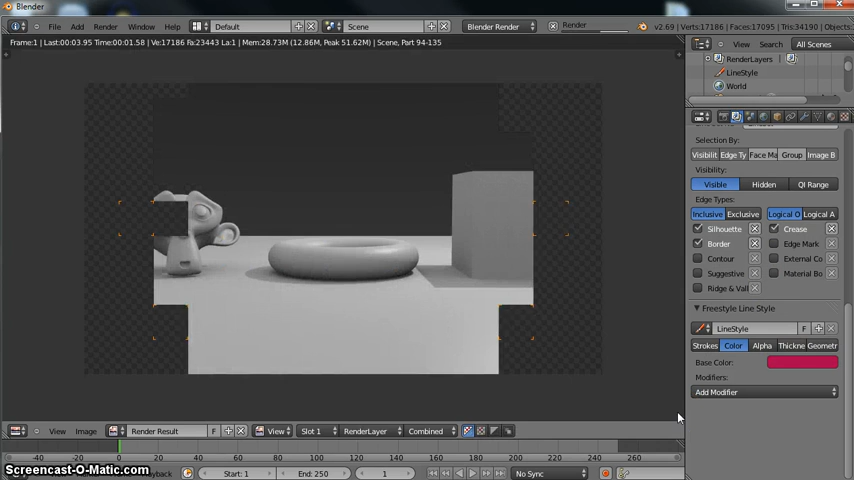 File Add Render Window Help Default Scene Blender Render Render v2.69 | Verts:17186 | Faces:17095 | Tris:34190
Frame:1 | Last:00:03.95 Time:00:01.58 | Ve:17186 Fa:23443 La:1 | Mem:28.73M (12.86M, Peak 51.62M) | Scene, Part 94-135
View Search All Scenes
RenderLayers
LineStyle
World
Selection By:
Visibilit Edge Ty Face Ma Group Image B
Visibility:
Visible Hidden QI Range
Edge Types:
Inclusive Exclusive Logical O Logical A
Silhouette Crease
Border Edge Mark
Contour External Co
Suggestive Material Bo
Ridge & Vall
Freestyle Line Style
LineStyle F
Strokes Color Alpha Thickne Geometr
Base Color:
Modifiers:
Add Modifier
View Image Render Result F View Slot 1 RenderLayer Combined
-40 -20 0 20 40 60 80 100 120 140 160 180 200 220 240 260
Screencast-O-Matic.com Playback Start: 1 End: 250 1 No Sync